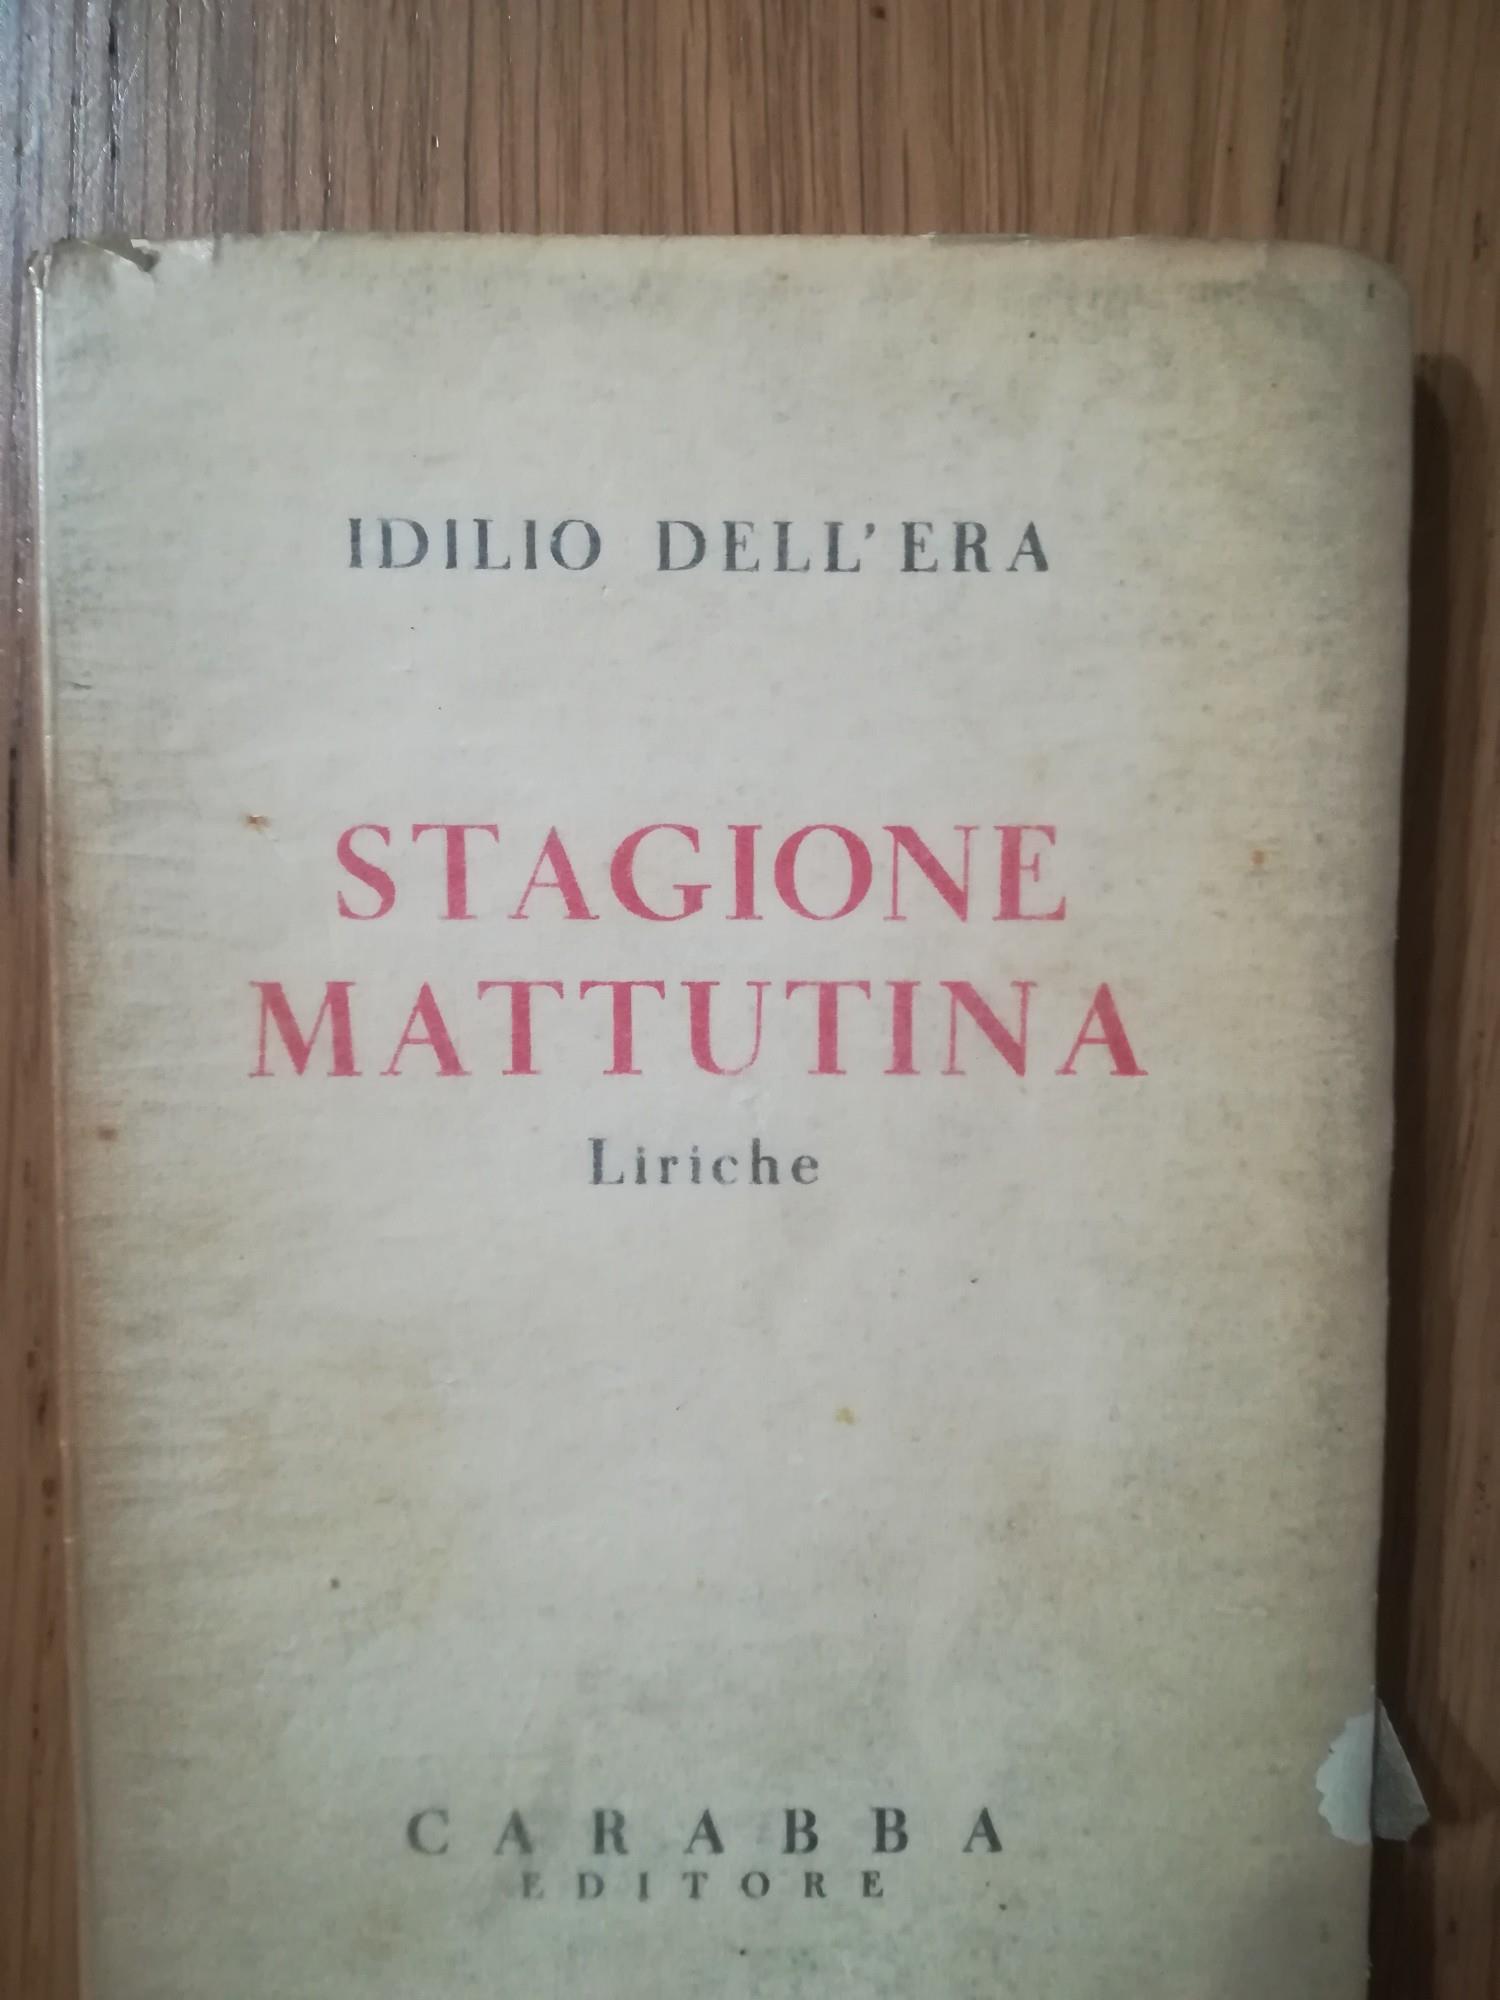 IDILIO DELL'ERA
STAGIONE
MATTUTINA
Liriche
CARABBA
EDITORE